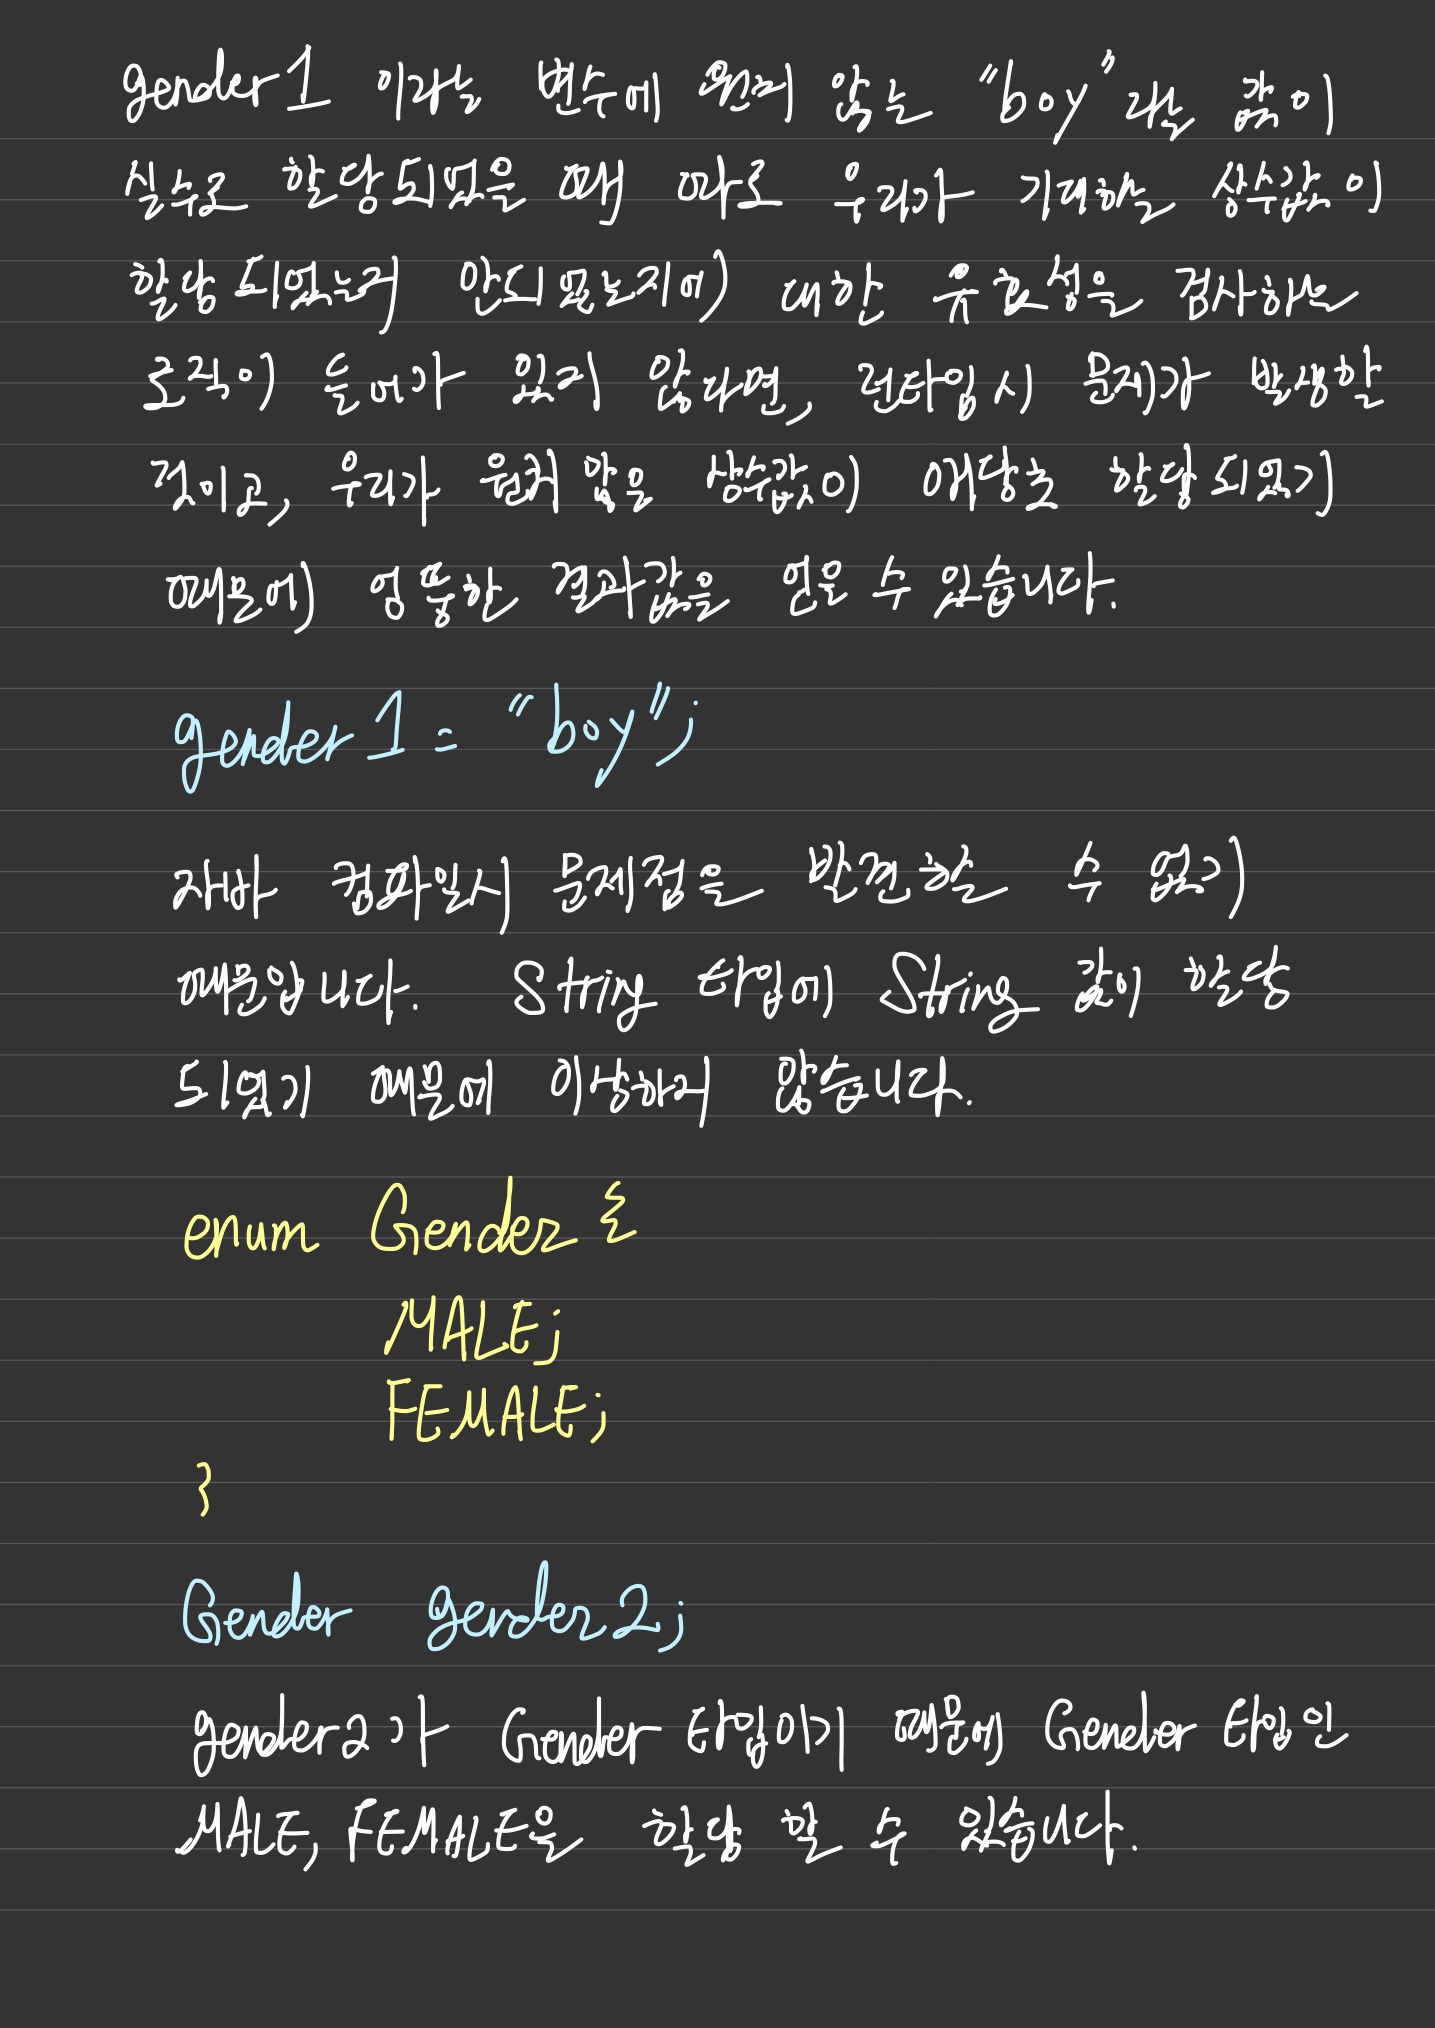 gender1 이라는 변수에 원치 않는 "boy"라는 값이
실수로 할당되었을 때 따로 우리가 기대하는 상수값이
할당 되었는지 안되었는지에 대한 유효성을 검사하는
로직이 들어가 있지 않다면, 런타임시 문제가 발생할
것이고, 우리가 원치 않은 상수값이 애당초 할당되었기
때문에 엉뚱한 결과값을 얻을 수 있습니다.
gender1 = "boy";
자바 컴파일시 문제점을 발견할 수 없기
때문입니다. String 타입에 String 값이 할당
되었기 때문에 이상하지 않습니다.
enum Gender {
MALE;
FEMALE;
}
Gender gender2;
gender2가 Gender 타입이기 때문에 Gender 타입인
MALE, FEMALE을 할당 할 수 있습니다.